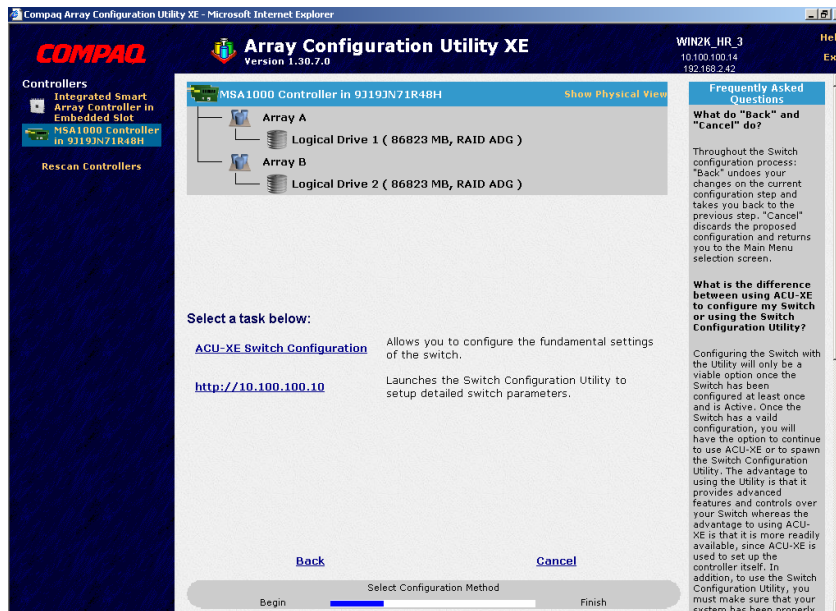 Compaq Array Configuration Utility XE - Microsoft Internet Explorer
COMPAQ
Array Configuration Utility XE
Version 1.30.7.0
WIN2K_HR_3
10.100.100.14
192.168.2.42
Controllers
Integrated Smart
Array Controller in
Embedded Slot
MSA1000 Controller
in 9J193N71R48H
Rescan Controllers
MSA1000 Controller in 9J193N71R48H
Show Physical View
Array A
Logical Drive 1 ( 86823 MB, RAID ADG )
Array B
Logical Drive 2 ( 86823 MB, RAID ADG )
Select a task below:
ACU-XE Switch Configuration
Allows you to configure the fundamental settings
of the switch.
http://10.100.100.10
Launches the Switch Configuration Utility to
setup detailed switch parameters.
Back
Cancel
Select Configuration Method
Begin
Finish
Frequently Asked
Questions
What do "Back" and
"Cancel" do?
Throughout the Switch
configuration process:
"Back" undoes your
changes on the current
configuration step and
takes you back to the
previous step. "Cancel"
discards the proposed
configuration and returns
you to the Main Menu
selection screen.
What is the difference
between using ACU-XE
to configure my Switch
or using the Switch
Configuration Utility?
Configuring the Switch with
the Utility will only be a
viable option once the
Switch has been
configured at least once
and is Active. Once the
Switch has a vaild
configuration, you will
have the option to continue
to use ACU-XE or to spawn
the Switch Configuration
Utility. The advantage to
using the Utility is that it
provides advanced
features and controls over
your Switch whereas the
advantage to using ACU-
XE is that it is more readily
available, since ACU-XE is
used to set up the
controller itself. In
addition, to use the Switch
Configuration Utility, you
must make sure that your
system has been properly